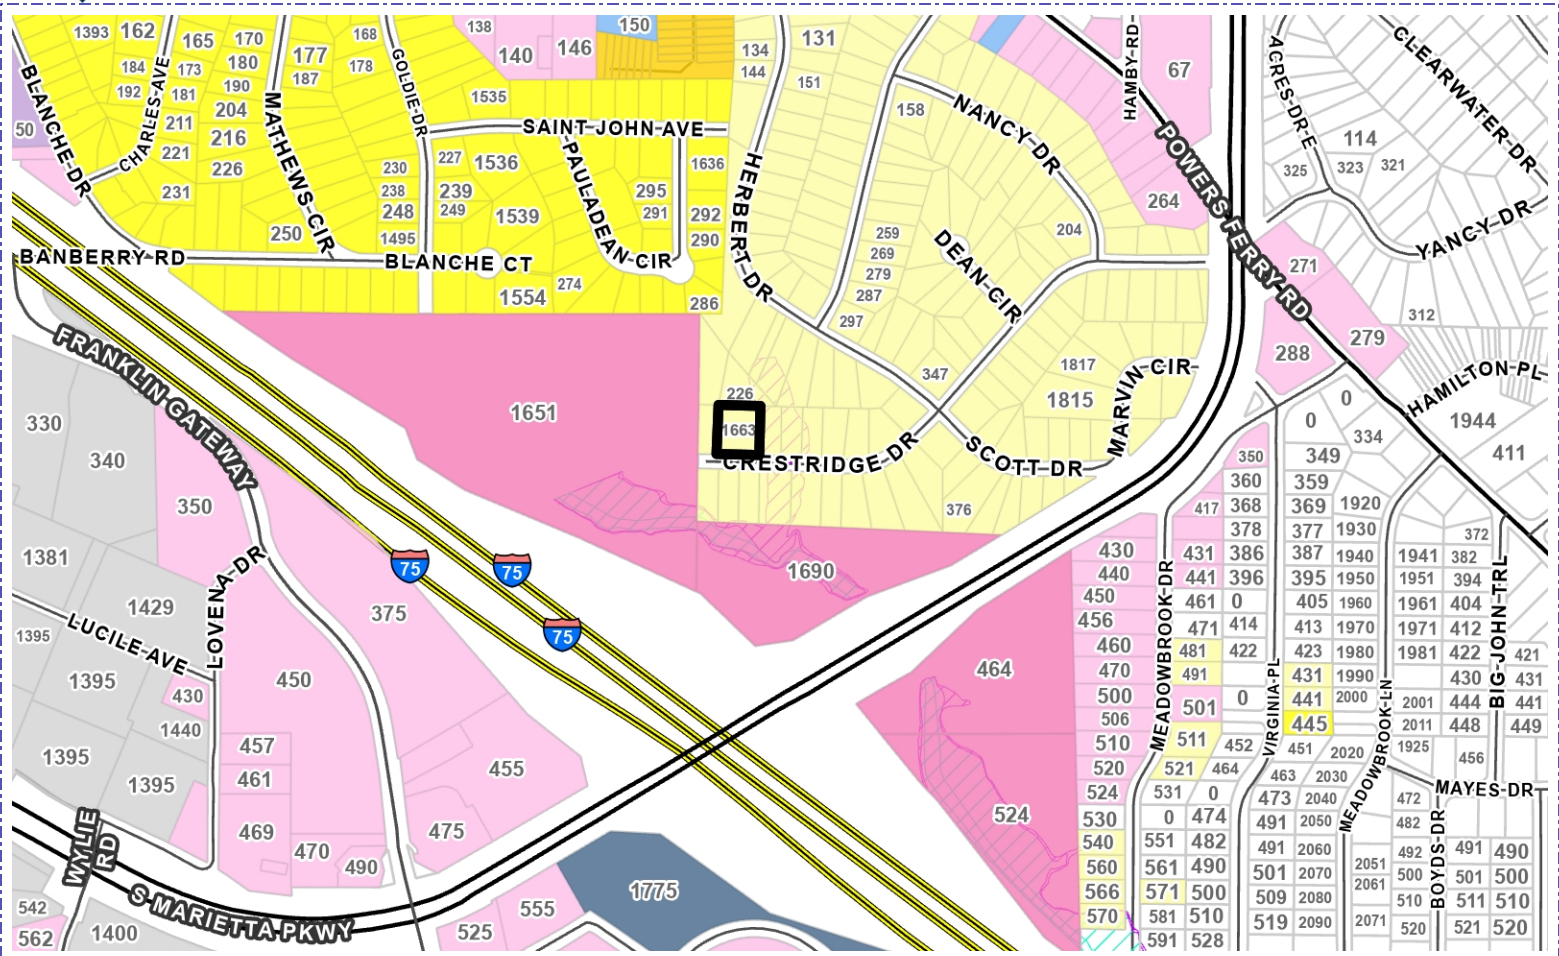 1393 162 165 170 168 138 140 146 150 134 131 67
184 173 180 177 178 144 151
192 181 190 187 1535 158 114
50 211 204 325 323 321
221 216 227 1536 1636
231 226 230 239 295 264
238 249 1539 291 292 204
250 248 1495 290 259 269 279 287 297 271
1554 274 286 312
BLANCHE-DR
CHARLES-AVE
MATHEWS-CIR
GOLDIE-DR
SAINT JOHN AVE
PAULADEAN CIR
HERBERT-DR
NANCY-DR
DEAN-CIR
HAMBY-RD
POWERS-FERRY-RD
ACRES-DR-E
CLEARWATER-DR
YANCY-DR
BANBERRY-RD
BLANCHE CT
FRANKLIN GATEWAY
1651 226 1663 347 1817 1815 288 279
CRESTRIDGE-DR
SCOTT-DR
MARVIN CIR
HAMILTON PL
330 340 350 376 1690
75 75 75
1381 1429 375
1395 1395 1395 1395
LUCILE-AVE
LOVENA-DR
430 1440 450 457 461 469 470 490 455 475
464 524
WYLIE RD
S MARIETTA PKWY
542 562 1400 525 555 1775
MEADOWBROOK-DR
430 440 450 456 460 470 500 506 510 520 524 530 540 560 566 570
417 431 441 461 471 481 491 501 511 521 531 0 551 561 571 581 591
350 360 368 378 386 396 0 414 422 0 452 464 0 474 482 490 500 510 528
VIRGINIA-PL
0 0 334 349 359 369 377 387 395 405 413 423 431 441 445 451 463 473 491 491 501 509 519
1920 1930 1940 1950 1960 1970 1980 1990 2000 2020 2030 2040 2050 2060 2070 2080 2090
MEADOWBROOK-LN
1944 411
372 382 394 404 412 422 430 444 448 456
1941 1951 1961 1971 1981 2001 2011 1925
BIG-JOHN-TRL
421 431 441 449
MAYES-DR
BOYDS-DR
472 482 492 500 510 520
2051 2061 2071
491 490
501 500
511 510
521 520